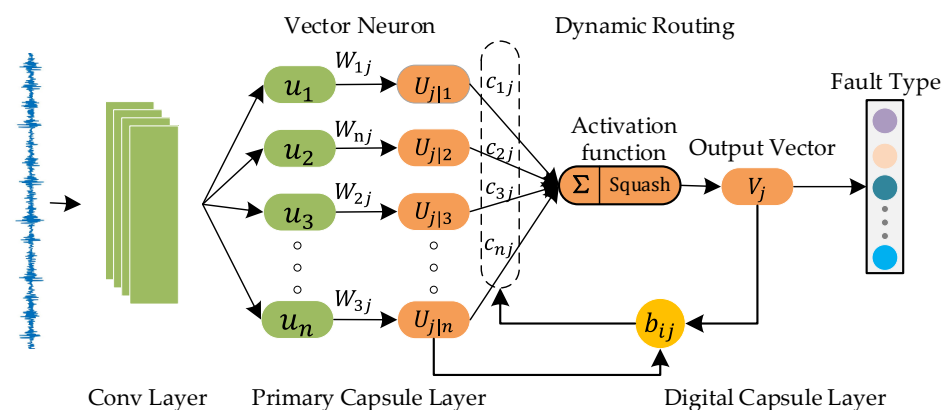 Vector Neuron
Dynamic Routing
Fault Type
W1j
Wnj
W2j
W3j
u1
u2
u3
un
Uj|1
Uj|2
Uj|3
Uj|n
c1j
c2j
c3j
cnj
Activation
function
Σ Squash
Output Vector
Vj
bij
Conv Layer
Primary Capsule Layer
Digital Capsule Layer